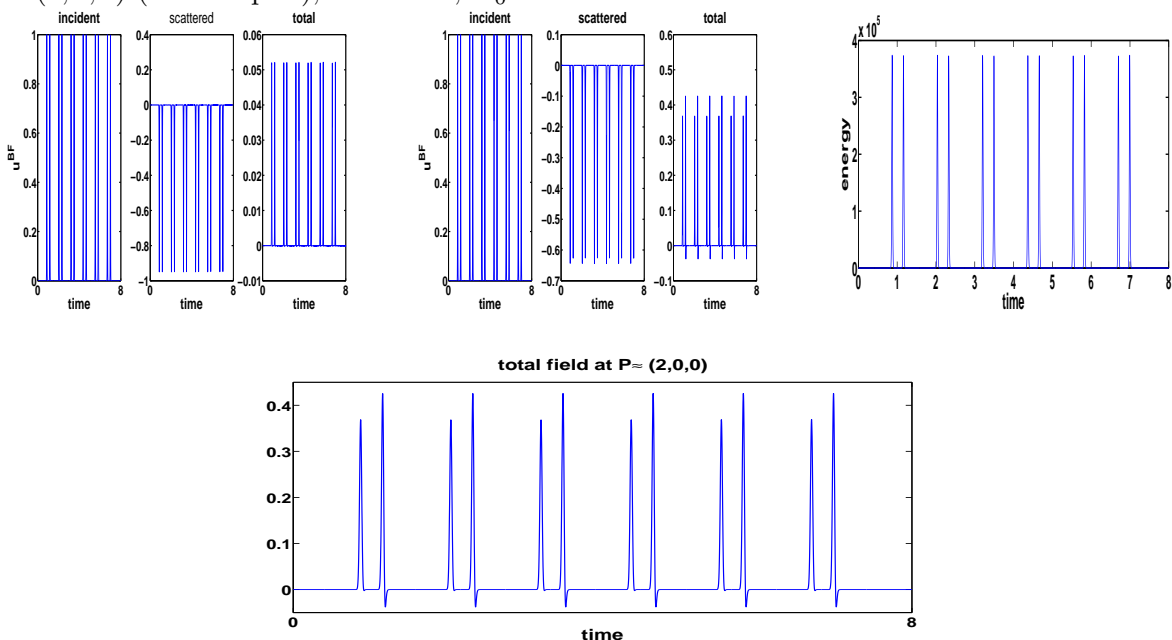 incident scattered total
1 0.8 0.6 0.4 0.2 0
u^BF
0 8
time
0.4 0.2 0 −0.2 −0.4 −0.6 −0.8 −1
0 8
time
0.06 0.05 0.04 0.03 0.02 0.01 0 −0.01
0 8
time
incident scattered total
1 0.8 0.6 0.4 0.2 0
u^BF
0 8
time
0.1 0 −0.1 −0.2 −0.3 −0.4 −0.5 −0.6 −0.7
0 8
time
0.6 0.5 0.4 0.3 0.2 0.1 0 −0.1
0 8
time
x 10^5
4 3 2 1 0
energy
0 1 2 3 4 5 6 7 8
time
total field at P≈ (2,0,0)
0.4
0.3
0.2
0.1
0
0 8
time